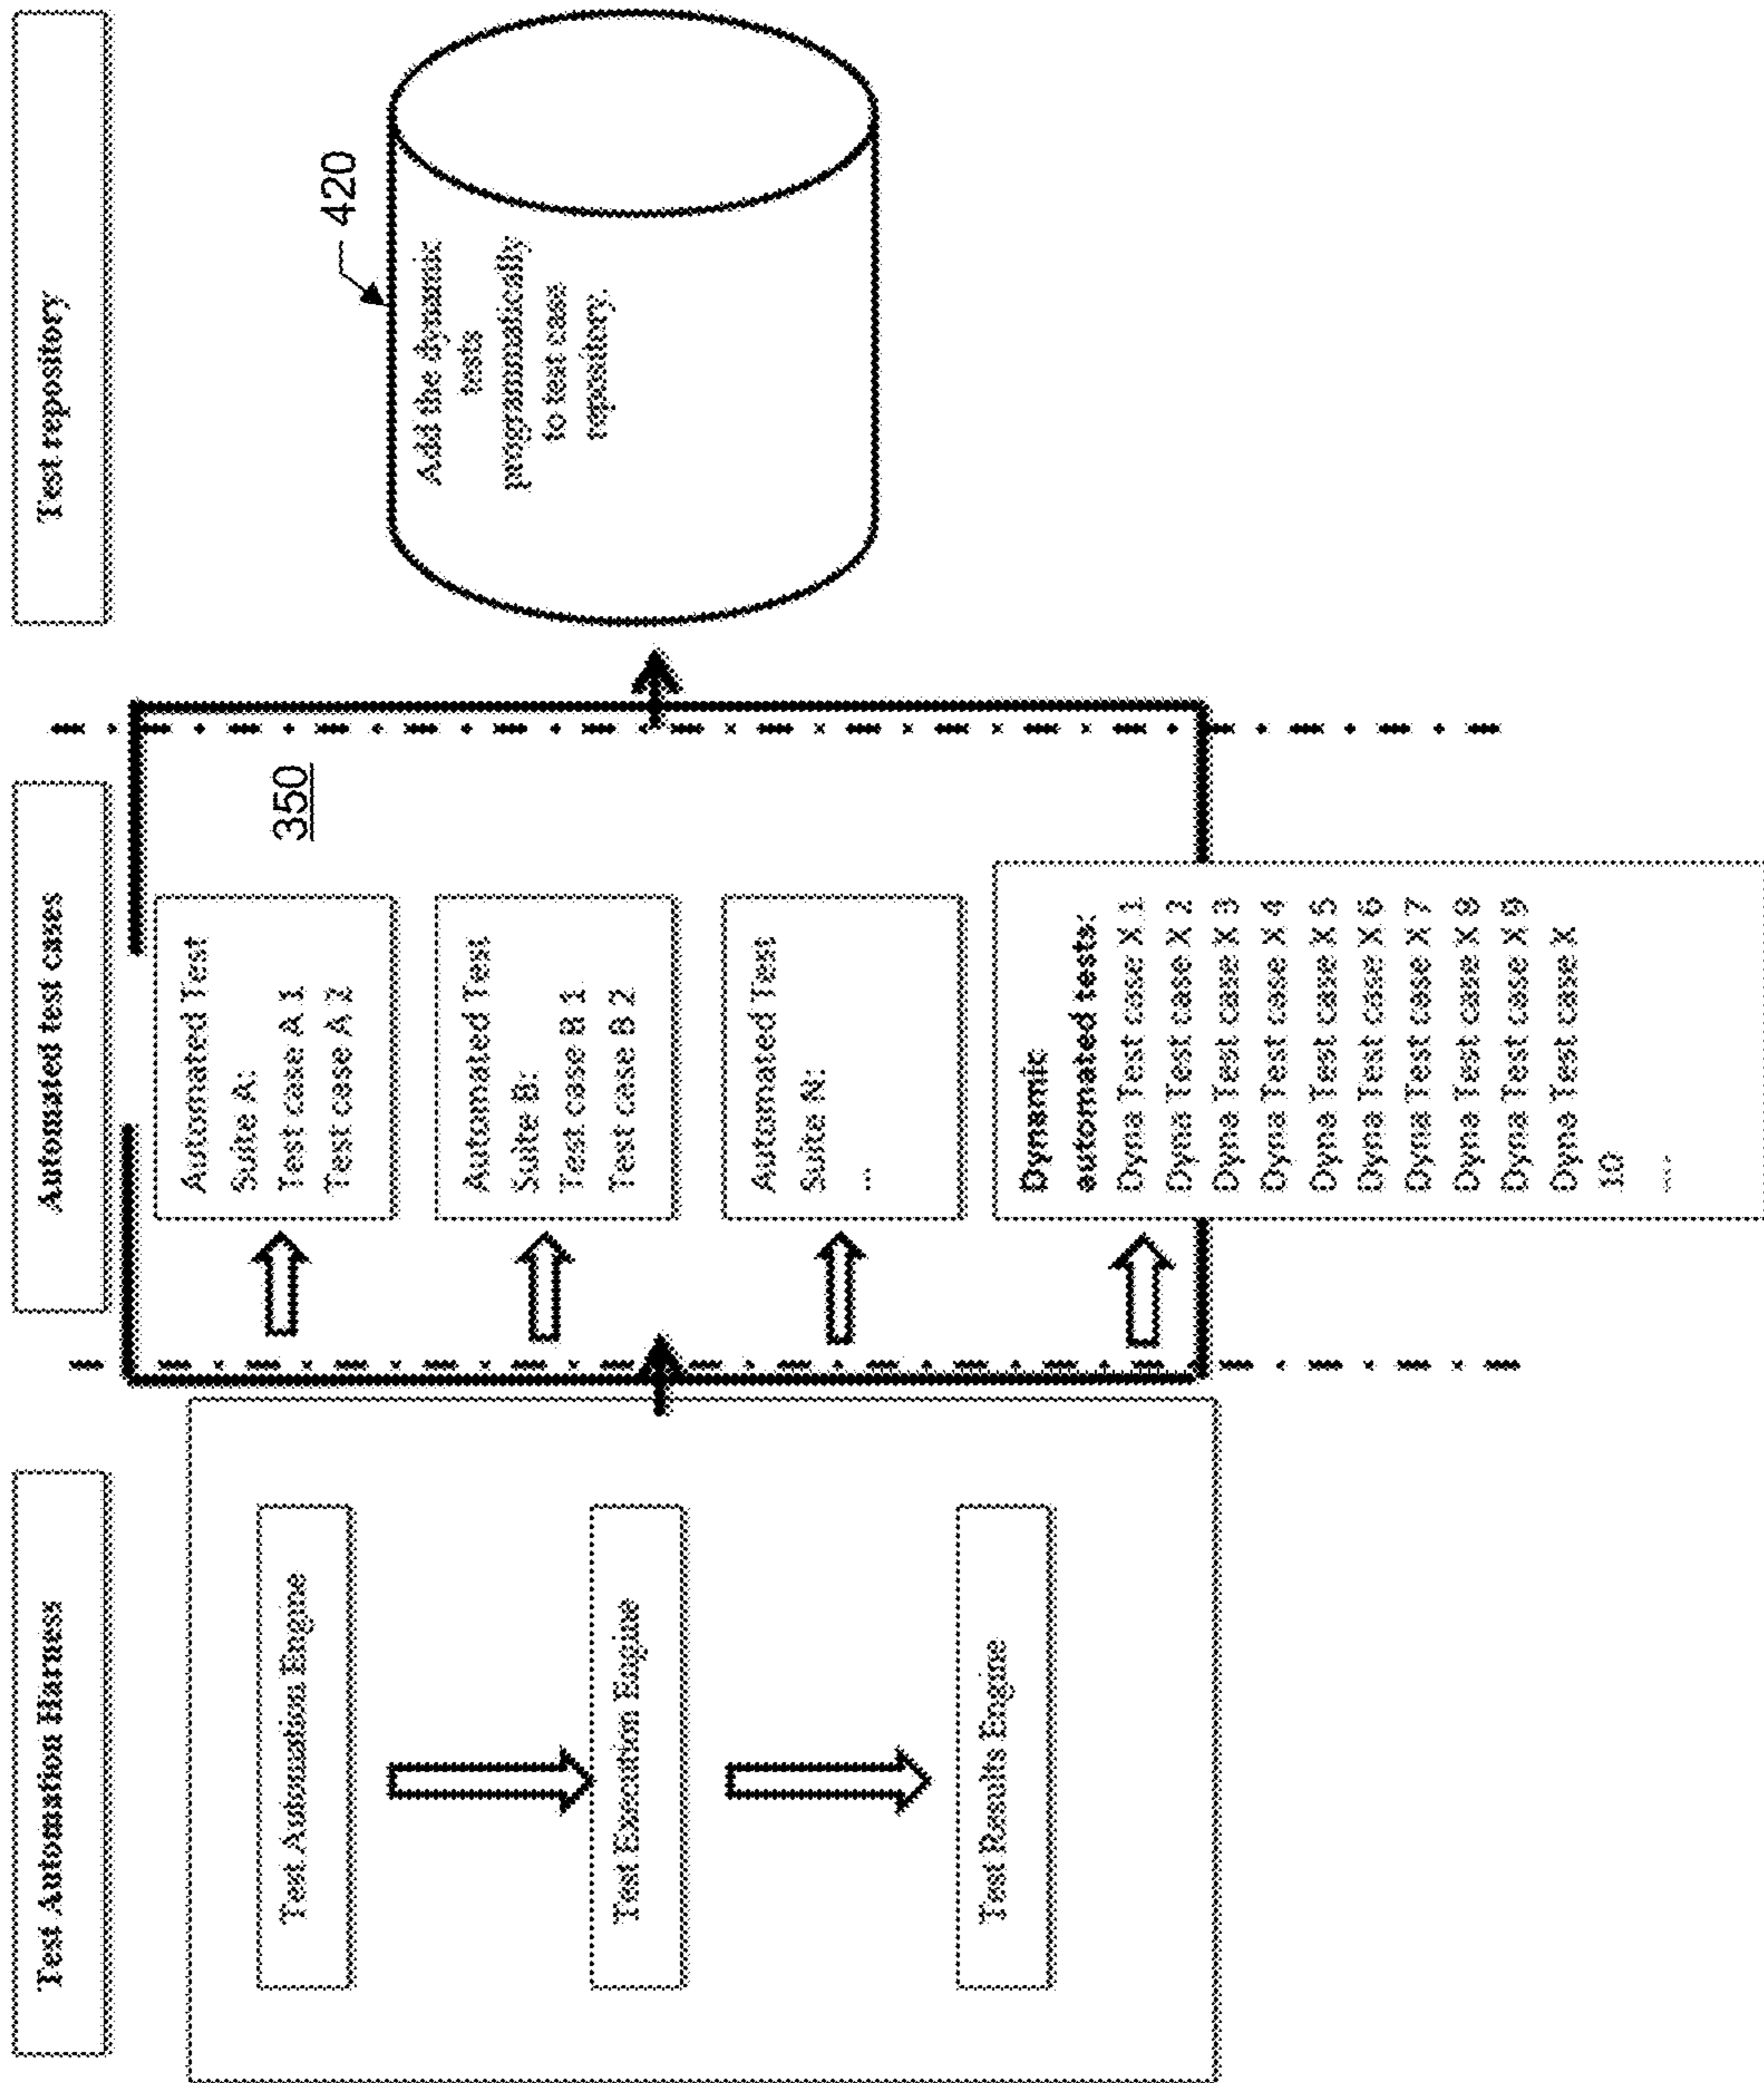 Test Automation Harness
Test Automation Engine
Test Execution Engine
Test Results Engine
Automated test cases
350
Automated Test
Suite A:
Test case A 1
Test case A 2
Automated Test
Suite B:
Test case B 1
Test case B 2
Automated Test
Suite N:
...
Dynamic
automated tests:
Dyna Test case X 1
Dyna Test case X 2
Dyna Test case X 3
Dyna Test case X 4
Dyna Test case X 5
Dyna Test case X 6
Dyna Test case X 7
Dyna Test case X 8
Dyna Test case X 9
Dyna Test case X
10
...
Test repository
420
Add the dynamic
tests
programmatically
to test case
repository.